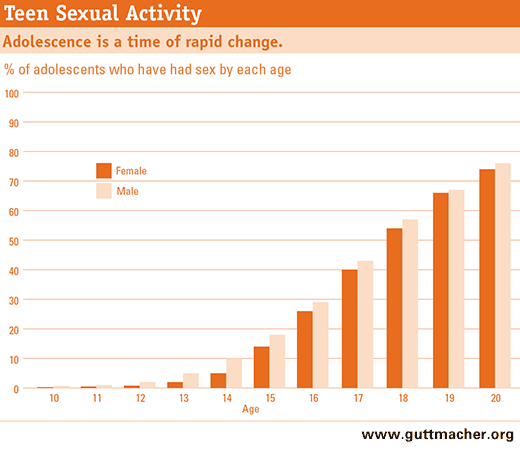 Teen Sexual Activity
Adolescence is a time of rapid change.
% of adolescents who have had sex by each age
100
90
80
70
60
50
40
30
20
10
0
Female
Male
10 11 12 13 14 15 16 17 18 19 20
Age
www.guttmacher.org